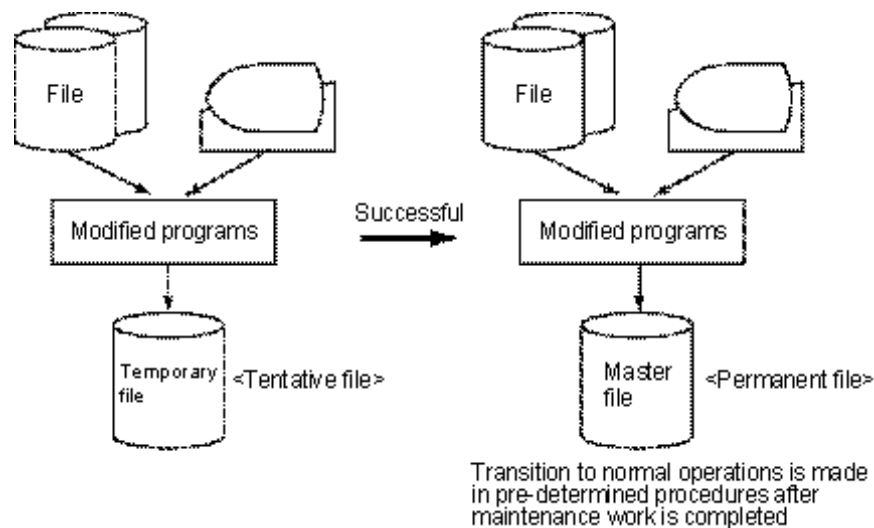 File
Modified programs
Temporary
file
<Tentative file>
Successful
File
Modified programs
Master
file
<Permanent file>
Transition to normal operations is made
in pre-determined procedures after
maintenance work is completed